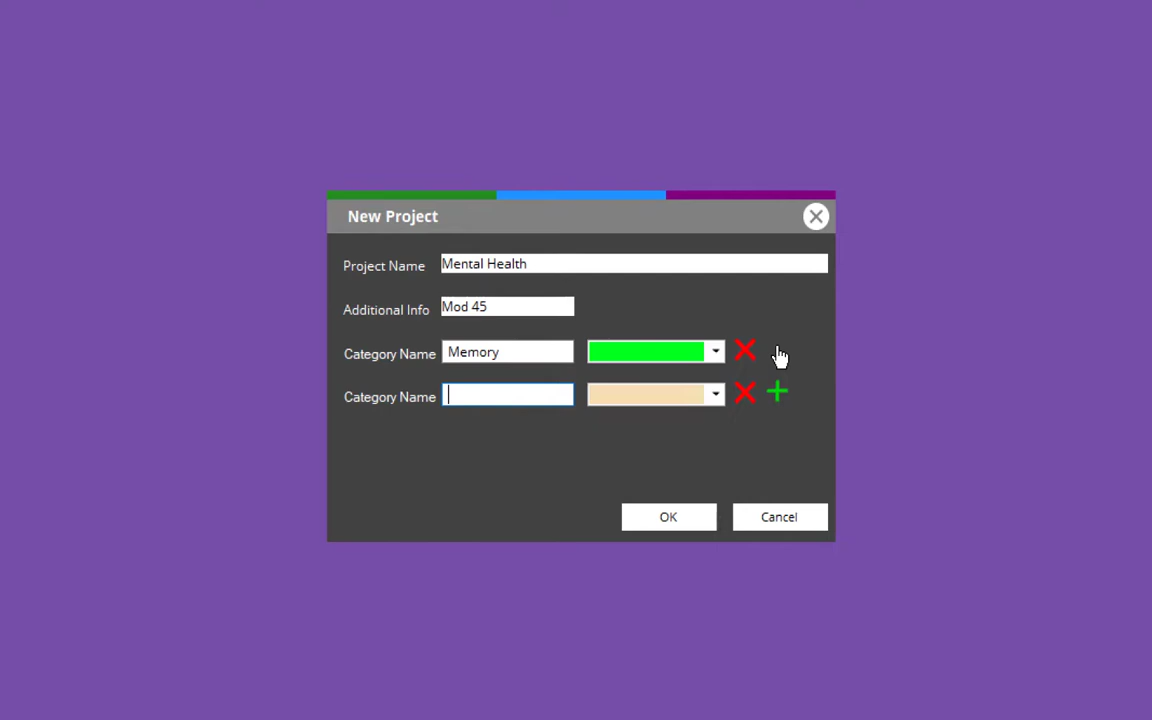 New Project
Project Name Mental Health
Additional Info Mod 45
Category Name Memory
Category Name
OK Cancel